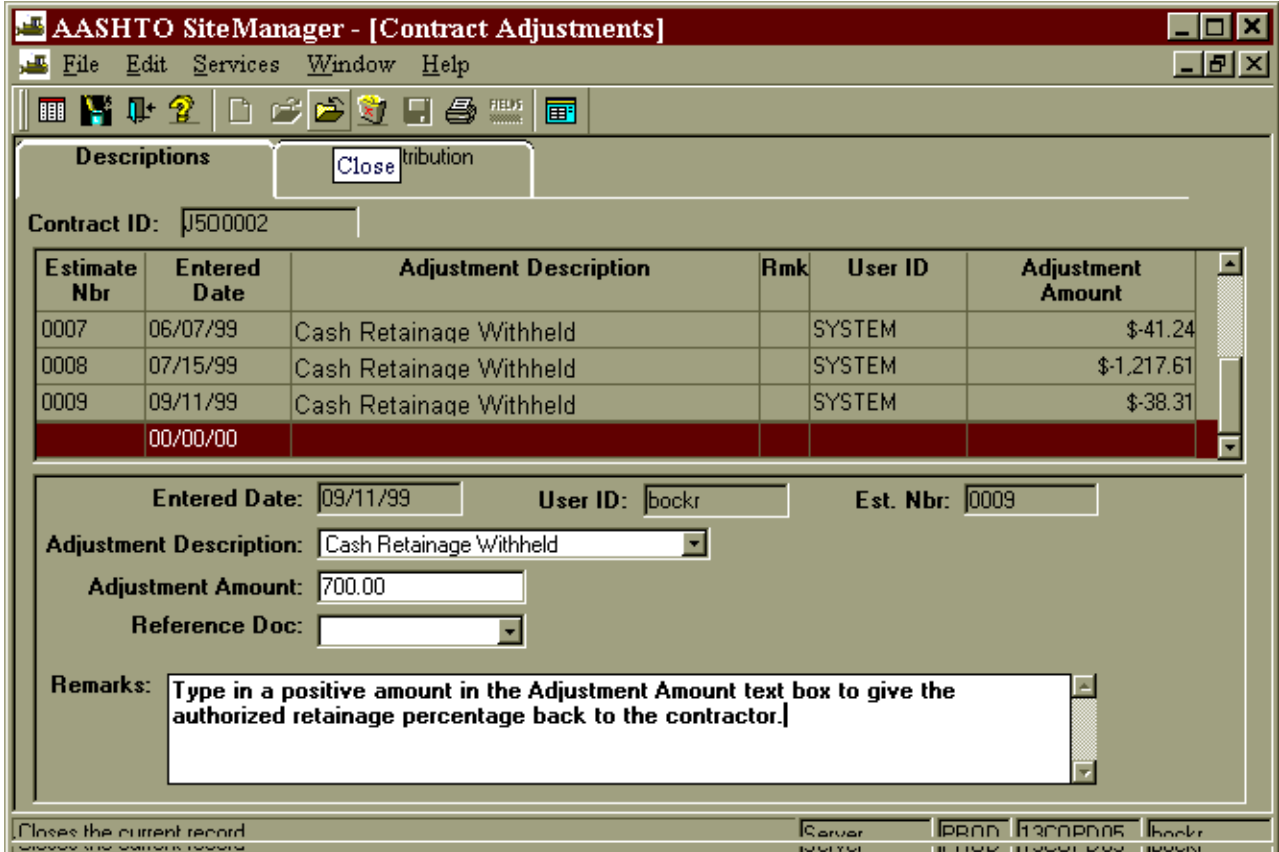 AASHTO SiteManager - [Contract Adjustments]
File Edit Services Window Help
FIELDS
Descriptions tribution
Close
Contract ID: J5O0002
Estimate Nbr Entered Date Adjustment Description Rmk User ID Adjustment Amount
0007 06/07/99 Cash Retainage Withheld SYSTEM $-41.24
0008 07/15/99 Cash Retainage Withheld SYSTEM $-1,217.61
0009 09/11/99 Cash Retainage Withheld SYSTEM $-38.31
00/00/00
Entered Date: 09/11/99 User ID: bockr Est. Nbr: 0009
Adjustment Description: Cash Retainage Withheld
Adjustment Amount: 700.00
Reference Doc:
Remarks: Type in a positive amount in the Adjustment Amount text box to give the
authorized retainage percentage back to the contractor.
Closes the current record Server PROD 13COPD05 bockr